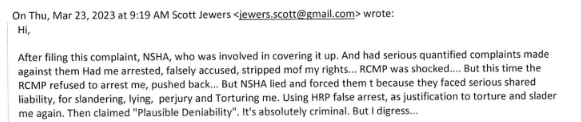 On Thu, Mar 23, 2023 at 9:19 AM Scott Jewers <jewers.scott@gmail.com> wrote:
Hi,
After filing this complaint, NSHA, who was involved in covering it up. And had serious quantified complaints made
against them Had me arrested, falsely accused, stripped mof my rights... RCMP was shocked.... But this time the
RCMP refused to arrest me, pushed back... But NSHA lied and forced them t because they faced serious shared
liability, for slandering, lying, perjury and Torturing me. Using HRP false arrest, as justification to torture and slader
me again. Then claimed "Plausible Deniability". It's absolutely criminal. But I digress...